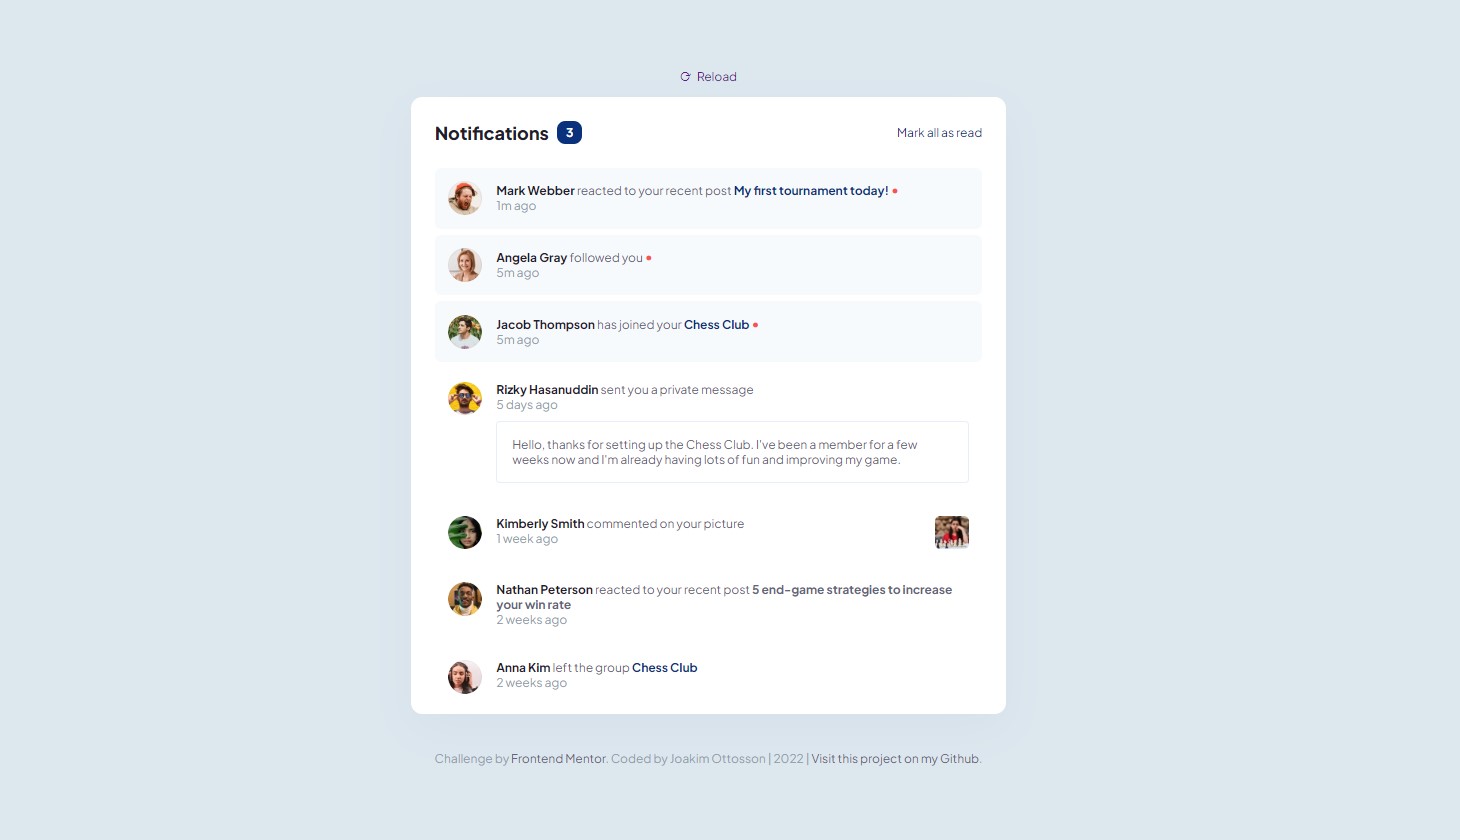 Reload
Notifications 3 Mark all as read
Mark Webber reacted to your recent post My first tournament today!
1m ago
Angela Gray followed you
5m ago
Jacob Thompson has joined your Chess Club
5m ago
Rizky Hasanuddin sent you a private message
5 days ago
Hello, thanks for setting up the Chess Club. I've been a member for a few
weeks now and I'm already having lots of fun and improving my game.
Kimberly Smith commented on your picture
1 week ago
Nathan Peterson reacted to your recent post 5 end-game strategies to increase
your win rate
2 weeks ago
Anna Kim left the group Chess Club
2 weeks ago
Challenge by Frontend Mentor. Coded by Joakim Ottosson | 2022 | Visit this project on my Github.